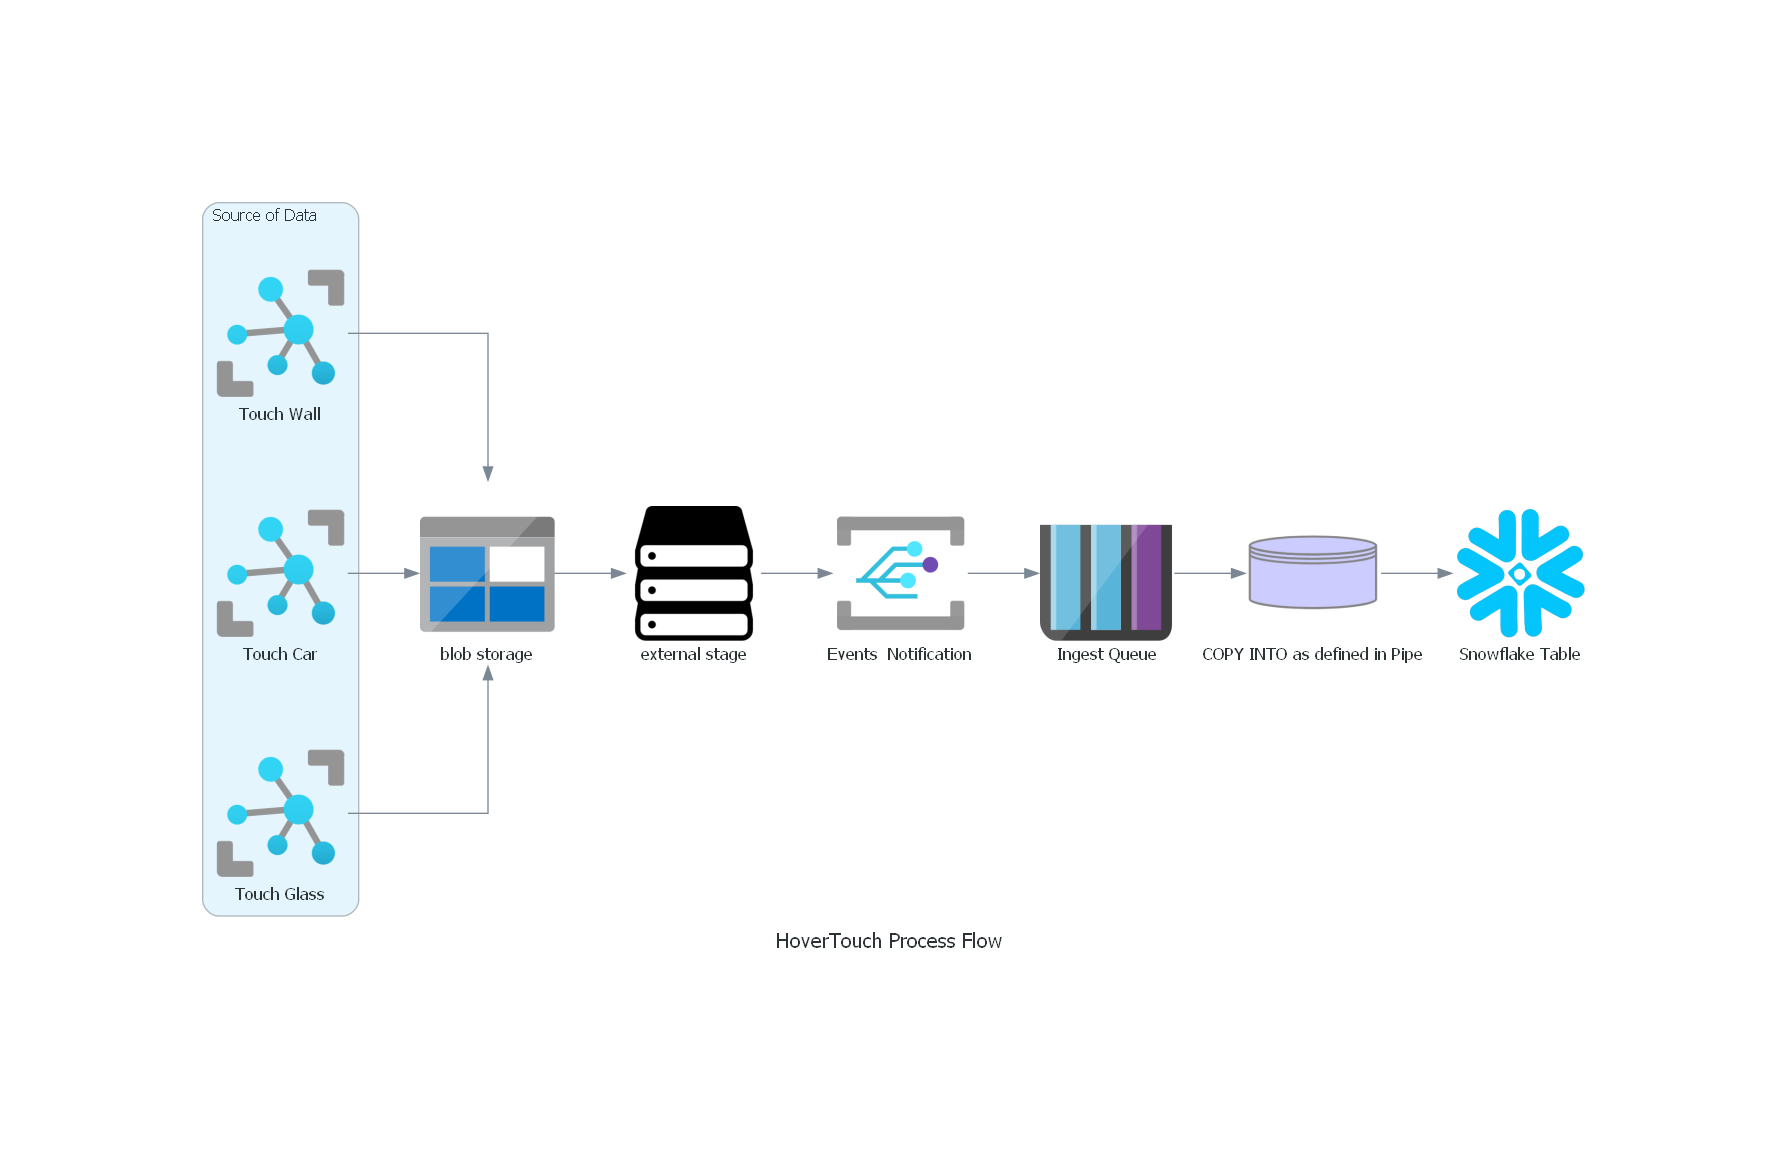 Source of Data
Touch Wall
Touch Car
Touch Glass
blob storage
external stage
Events  Notification
Ingest Queue
COPY INTO as defined in Pipe
Snowflake Table
HoverTouch Process Flow